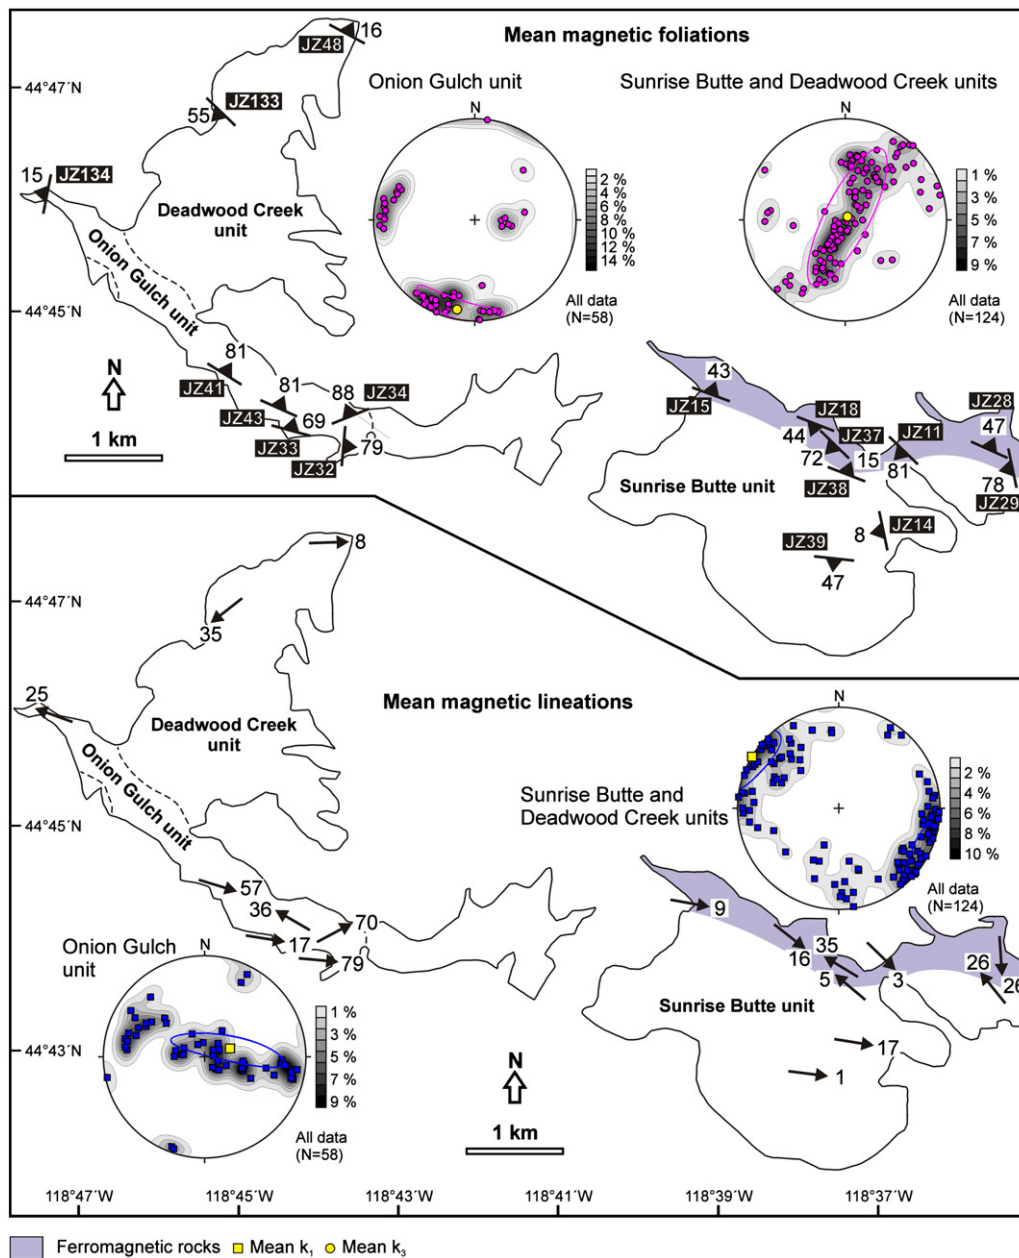 Mean magnetic foliations
Onion Gulch unit
Sunrise Butte and Deadwood Creek units
N
2 %
4 %
6 %
8 %
10 %
12 %
14 %
All data
(N=58)
N
1 %
3 %
5 %
7 %
9 %
All data
(N=124)
44°47´N
44°45´N
JZ48
16
55
JZ133
15
JZ134
Deadwood Creek
unit
Onion Gulch unit
81
JZ41
81
JZ43
69
JZ33
88
JZ34
JZ32
79
N
1 km
43
JZ15
JZ18
44
JZ37
72
15
JZ38
JZ11
81
JZ28
47
78
JZ29
Sunrise Butte unit
8
JZ14
JZ39
47
Mean magnetic lineations
44°47´N
44°45´N
44°43´N
8
35
25
Deadwood Creek
unit
Onion Gulch unit
57
36
17
70
79
Sunrise Butte and
Deadwood Creek units
N
2 %
4 %
6 %
8 %
10 %
All data
(N=124)
9
16
35
5
3
26
26
Sunrise Butte unit
17
1
Onion Gulch
unit
N
1 %
3 %
5 %
7 %
9 %
All data
(N=58)
N
1 km
118°47´W
118°45´W
118°43´W
118°41´W
118°39´W
118°37´W
Ferromagnetic rocks
Mean k₁
Mean k₃